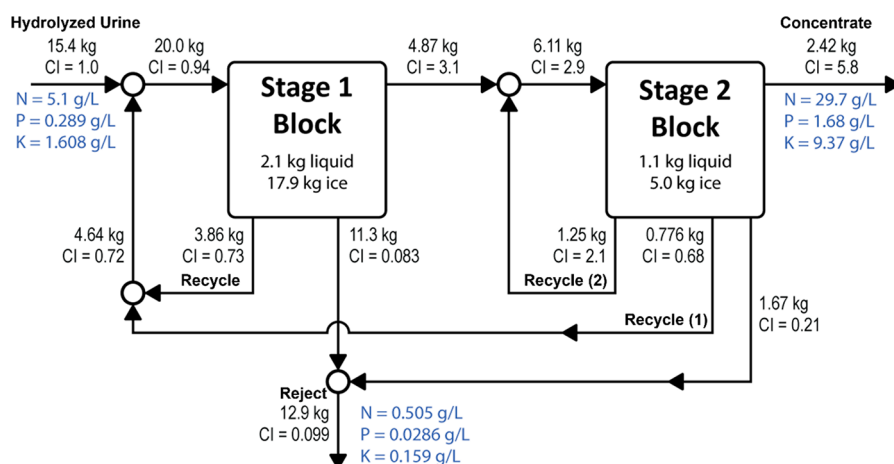 Hydrolyzed Urine
15.4 kg
CI = 1.0
N = 5.1 g/L
P = 0.289 g/L
K = 1.608 g/L
20.0 kg
CI = 0.94
Stage 1
Block
2.1 kg liquid
17.9 kg ice
4.87 kg
CI = 3.1
6.11 kg
CI = 2.9
Stage 2
Block
1.1 kg liquid
5.0 kg ice
Concentrate
2.42 kg
CI = 5.8
N = 29.7 g/L
P = 1.68 g/L
K = 9.37 g/L
4.64 kg
CI = 0.72
3.86 kg
CI = 0.73
Recycle
11.3 kg
CI = 0.083
1.25 kg
CI = 2.1
Recycle (2)
0.776 kg
CI = 0.68
Recycle (1)
1.67 kg
CI = 0.21
Reject
12.9 kg
CI = 0.099
N = 0.505 g/L
P = 0.0286 g/L
K = 0.159 g/L